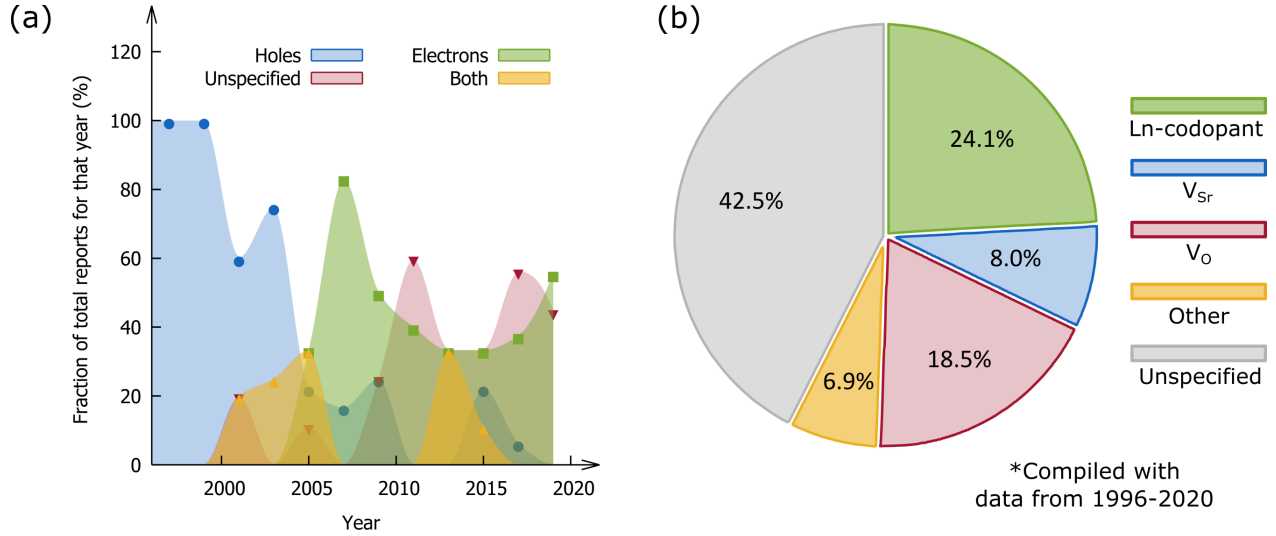 (a)
Fraction of total reports for that year (%)
120
100
80
60
40
20
0
Holes
Unspecified
Electrons
Both
2000
2005
2010
2015
2020
Year
(b)
24.1%
8.0%
18.5%
6.9%
42.5%
Ln-codopant
V_Sr
V_O
Other
Unspecified
*Compiled with
data from 1996-2020